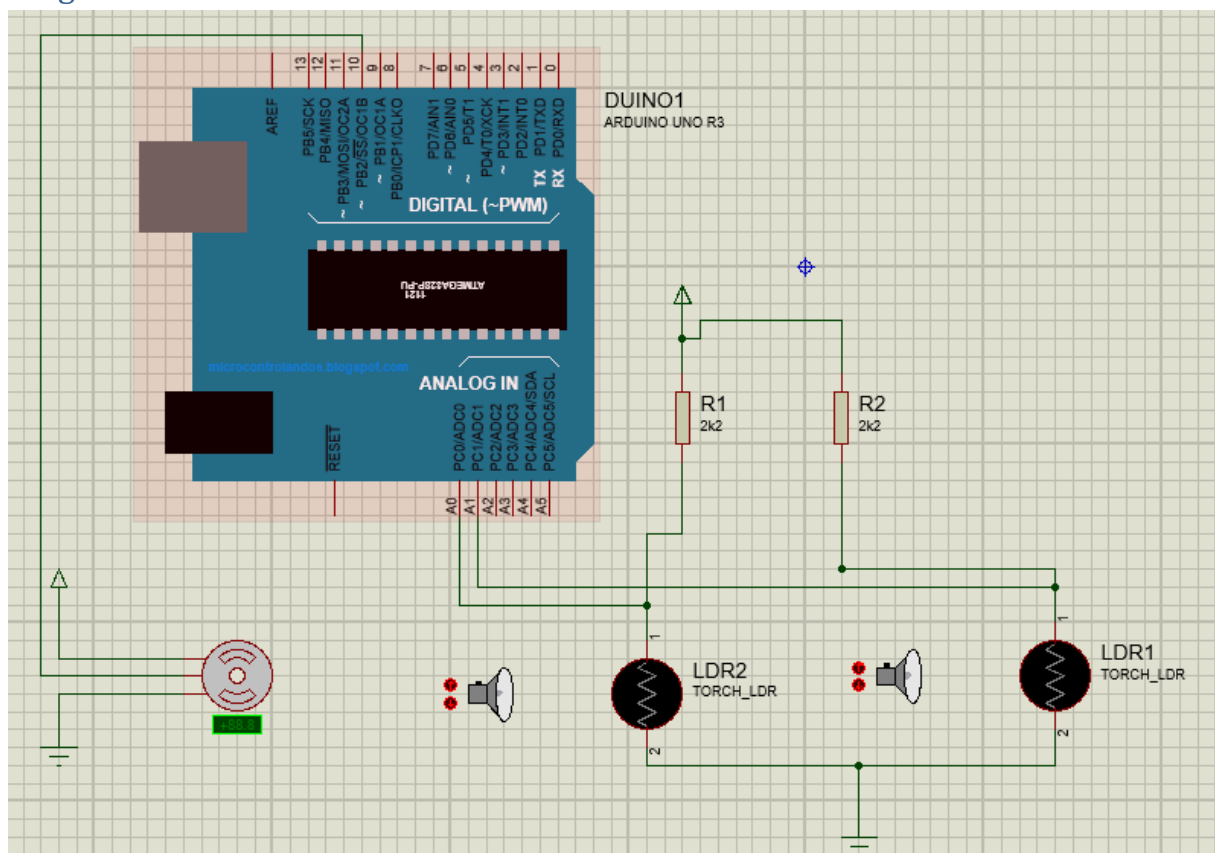 13
12
11
10
9
8
7
6
5
4
3
2
1
0
AREF
PB5/SCK
PB4/MISO
~PB3/MOSI/OC2A
~ PB2/SS/OC1B
~ PB1/OC1A
PB0/ICP1/CLKO
PD7/AIN1
~ PD6/AIN0
~ PD5/T1
PD4/T0/XCK
~ PD3/INT1
PD2/INT0
TX PD1/TXD
RX PD0/RXD
DUINO1
ARDUINO UNO R3
DIGITAL (~PWM)
ATMEGA328P-PU
1121
microcontrolandos.blogspot.com
ANALOG IN
RESET
PC0/ADC0
PC1/ADC1
PC2/ADC2
PC3/ADC3
PC4/ADC4/SDA
PC5/ADC5/SCL
A0
A1
A2
A3
A4
A5
R1
2k2
R2
2k2
+88.8
1
LDR2
TORCH_LDR
2
1
LDR1
TORCH_LDR
2